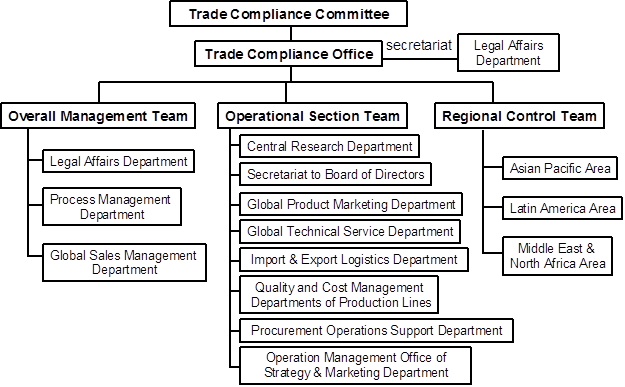 Trade Compliance Committee
Trade Compliance Office
secretariat
Legal Affairs
Department
Overall Management Team
Legal Affairs Department
Process Management
Department
Global Sales Management
Department
Operational Section Team
Central Research Department
Secretariat to Board of Directors
Global Product Marketing Department
Global Technical Service Department
Import & Export Logistics Department
Quality and Cost Management
Departments of Production Lines
Procurement Operations Support Department
Operation Management Office of
Strategy & Marketing Department
Regional Control Team
Asian Pacific Area
Latin America Area
Middle East &
North Africa Area